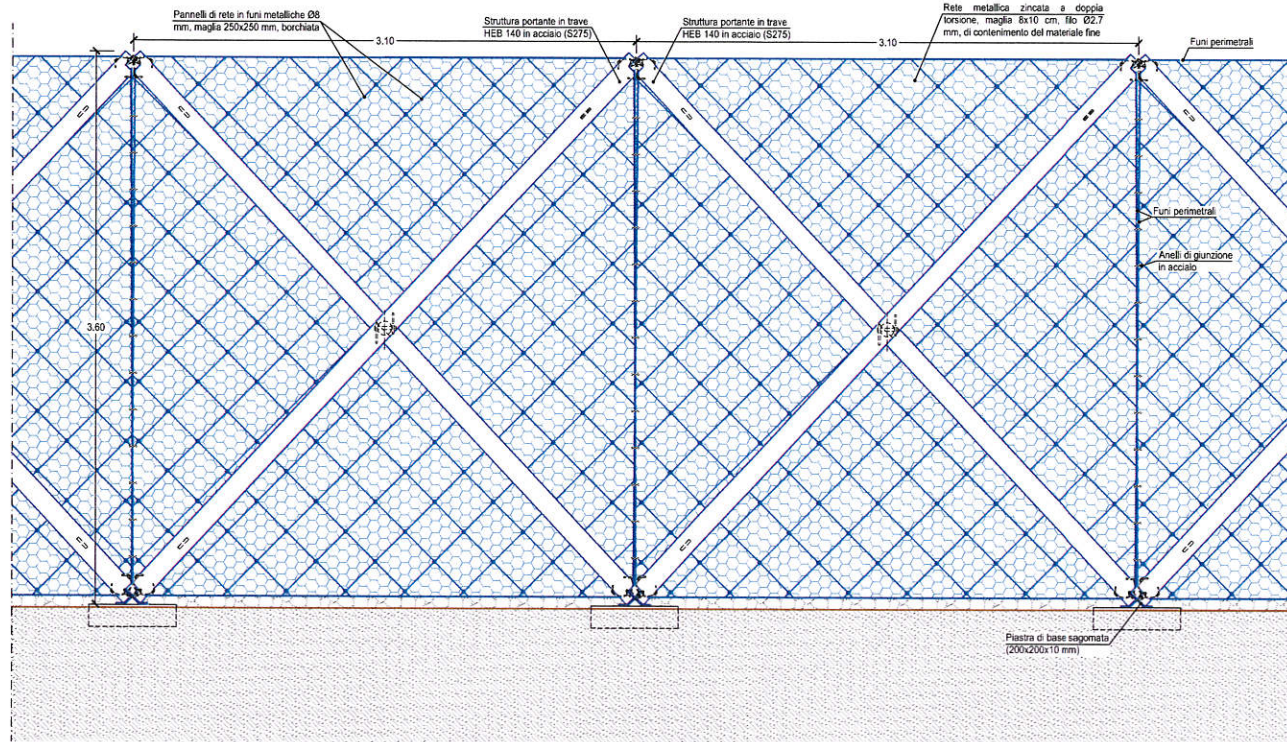 Pannelli di rete in funi metalliche Ø8
mm, maglia 250x250 mm, borchiata
Struttura portante in trave
HEB 140 in acciaio (S275)
Struttura portante in trave
HEB 140 in acciaio (S275)
Rete metallica zincata a doppia
torsione, maglia 8x10 cm, filo Ø2.7
mm, di contenimento del materiale fine
Funi perimetrali
3.10
3.10
Funi perimetrali
Anelli di giunzione
in acciaio
3.60
Piastra di base sagomata
(200x200x10 mm)